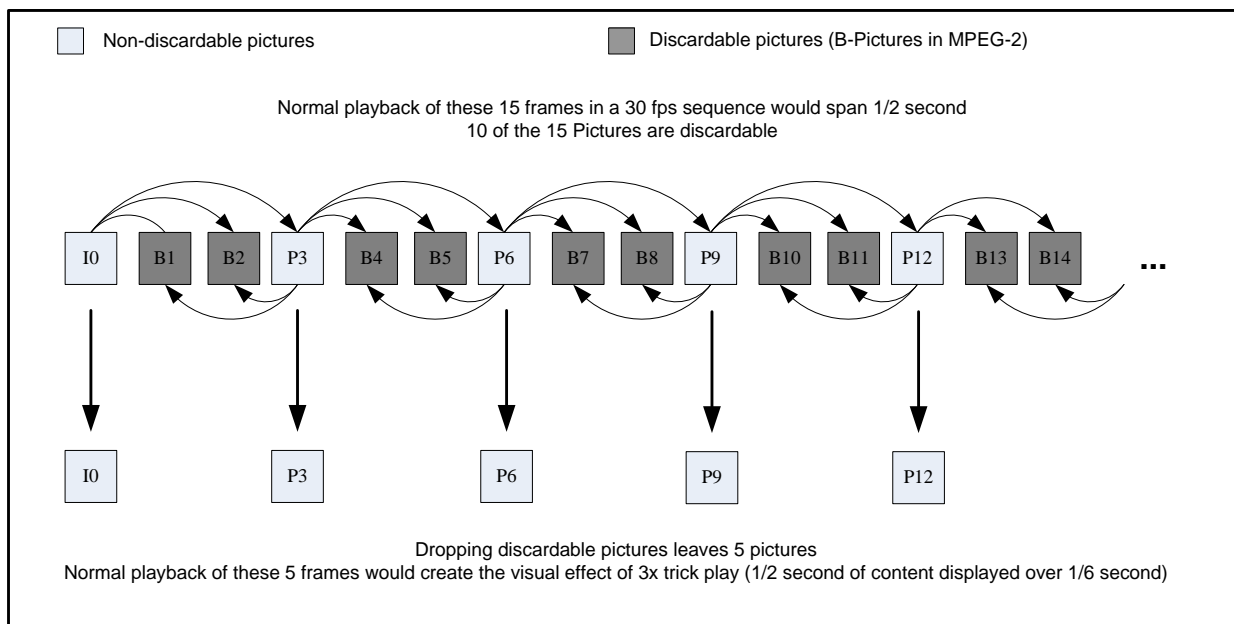 Non-discardable pictures
Discardable pictures (B-Pictures in MPEG-2)
Normal playback of these 15 frames in a 30 fps sequence would span 1/2 second
10 of the 15 Pictures are discardable
I0 B1 B2 P3 B4 B5 P6 B7 B8 P9 B10 B11 P12 B13 B14 ...
I0 P3 P6 P9 P12
Dropping discardable pictures leaves 5 pictures
Normal playback of these 5 frames would create the visual effect of 3x trick play (1/2 second of content displayed over 1/6 second)